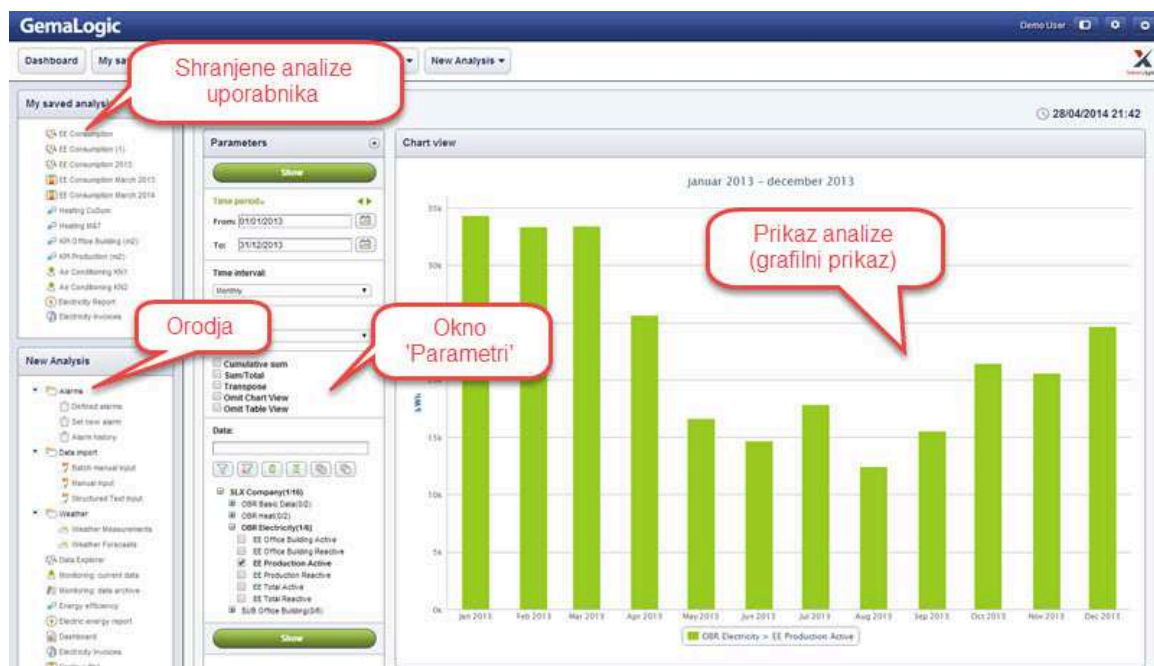 GemaLogic
Demo User
Dashboard
My sa
New Analysis
Shranjene analize
uporabnika
My saved analysi
28/04/2014 21:42
EE Consumption
EE Consumption (1)
EE Consumption 2013
EE Consumption March 2013
EE Consumption March 2014
Heating CuSum
Heating M&T
KPI Office Building (m2)
KPI Production (m2)
Air Conditioning KN1
Air Conditioning KN2
Electricity Report
Electricity Invoices
Orodja
New Analysis
Alarms
Defined alarms
Set new alarm
Alarm history
Data import
Batch manual input
Manual input
Structured Text Input
Weather
Weather Measurements
Weather Forecasts
Data Explorer
Monitoring: current data
Monitoring: data archive
Energy efficiency
Electric energy report
Dashboard
Electricity Invoices
Parameters
Show
Time period:
From: 01/01/2013
To: 31/12/2013
Time interval:
Monthly
Okno
'Parametri'
Cumulative sum
Sum/Total
Transpose
Omit Chart View
Omit Table View
Data:
SLX Company(1/16)
OBR Basic Data(0/2)
OBR Heat(0/2)
OBR Electricity(1/6)
EE Office Building Active
EE Office Building Reactive
EE Production Active
EE Production Reactive
EE Total Active
EE Total Reactive
SUB Office Building(0/6)
Show
Chart view
januar 2013 – december 2013
Prikaz analize
(grafilni prikaz)
35k
30k
15k
10k
5k
0k
kWh
Jan 2013 Feb 2013 Mar 2013 Apr 2013 May 2013 Jun 2013 Jul 2013 Aug 2013 Sep 2013 Oct 2013 Nov 2013 Dec 2013
OBR Electricity > EE Production Active